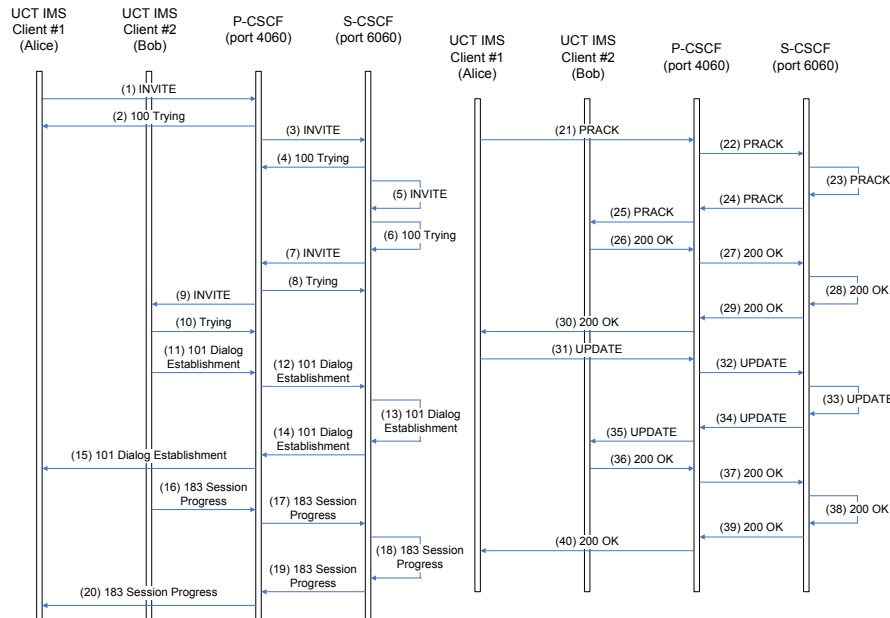 UCT IMS
Client #1
(Alice)
UCT IMS
Client #2
(Bob)
P-CSCF
(port 4060)
S-CSCF
(port 6060)
(1) INVITE
(2) 100 Trying
(3) INVITE
(4) 100 Trying
(5) INVITE
(6) 100 Trying
(7) INVITE
(8) Trying
(9) INVITE
(10) Trying
(11) 101 Dialog
Establishment
(12) 101 Dialog
Establishment
(13) 101 Dialog
Establishment
(14) 101 Dialog
Establishment
(15) 101 Dialog Establishment
(16) 183 Session
Progress
(17) 183 Session
Progress
(18) 183 Session
Progress
(19) 183 Session
Progress
(20) 183 Session Progress
UCT IMS
Client #1
(Alice)
UCT IMS
Client #2
(Bob)
P-CSCF
(port 4060)
S-CSCF
(port 6060)
(21) PRACK
(22) PRACK
(23) PRACK
(24) PRACK
(25) PRACK
(26) 200 OK
(27) 200 OK
(28) 200 OK
(29) 200 OK
(30) 200 OK
(31) UPDATE
(32) UPDATE
(33) UPDATE
(34) UPDATE
(35) UPDATE
(36) 200 OK
(37) 200 OK
(38) 200 OK
(39) 200 OK
(40) 200 OK